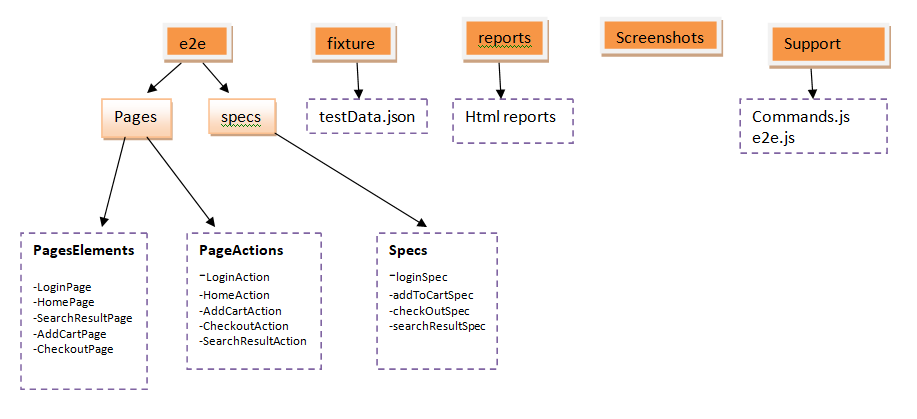 e2e
fixture
reports
Screenshots
Support
Pages
specs
testData.json
Html reports
Commands.js
e2e.js
PagesElements
-LoginPage
-HomePage
-SearchResultPage
-AddCartPage
-CheckoutPage
PageActions
-LoginAction
-HomeAction
-AddCartAction
-CheckoutAction
-SearchResultAction
Specs
-loginSpec
-addToCartSpec
-checkOutSpec
-searchResultSpec